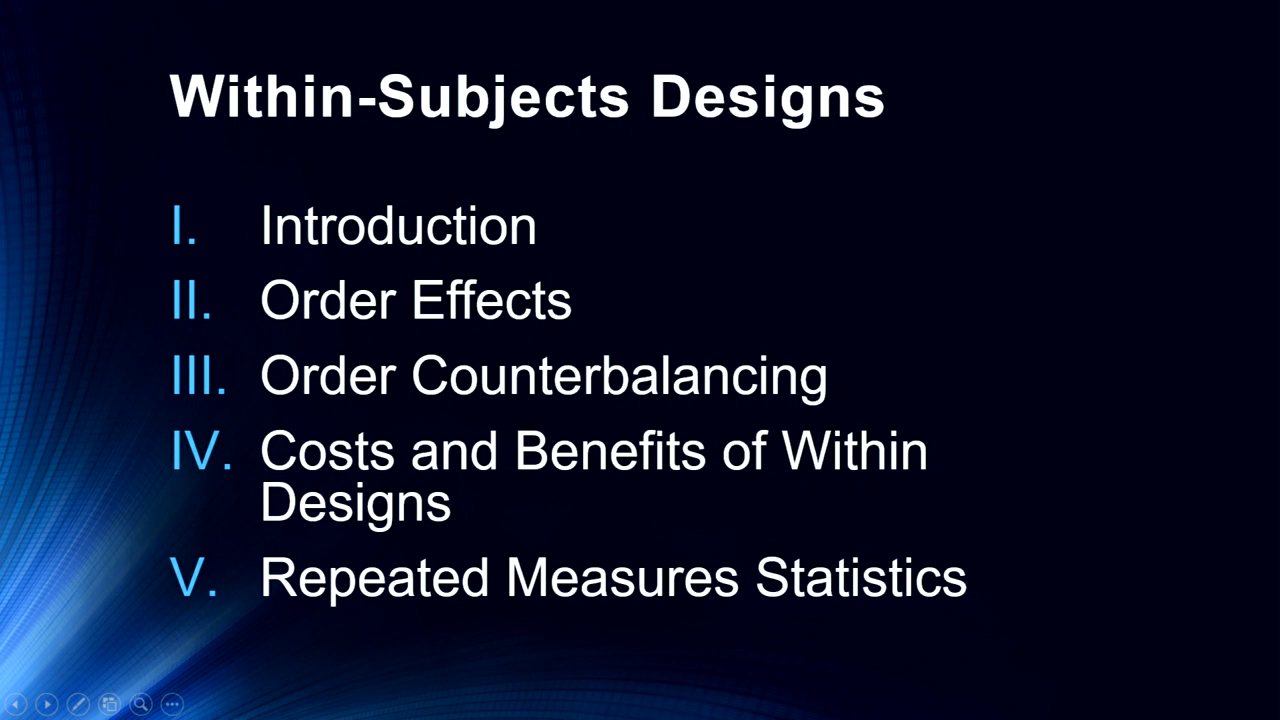 Within-Subjects Designs
I. Introduction
II. Order Effects
III. Order Counterbalancing
IV. Costs and Benefits of Within
Designs
V. Repeated Measures Statistics